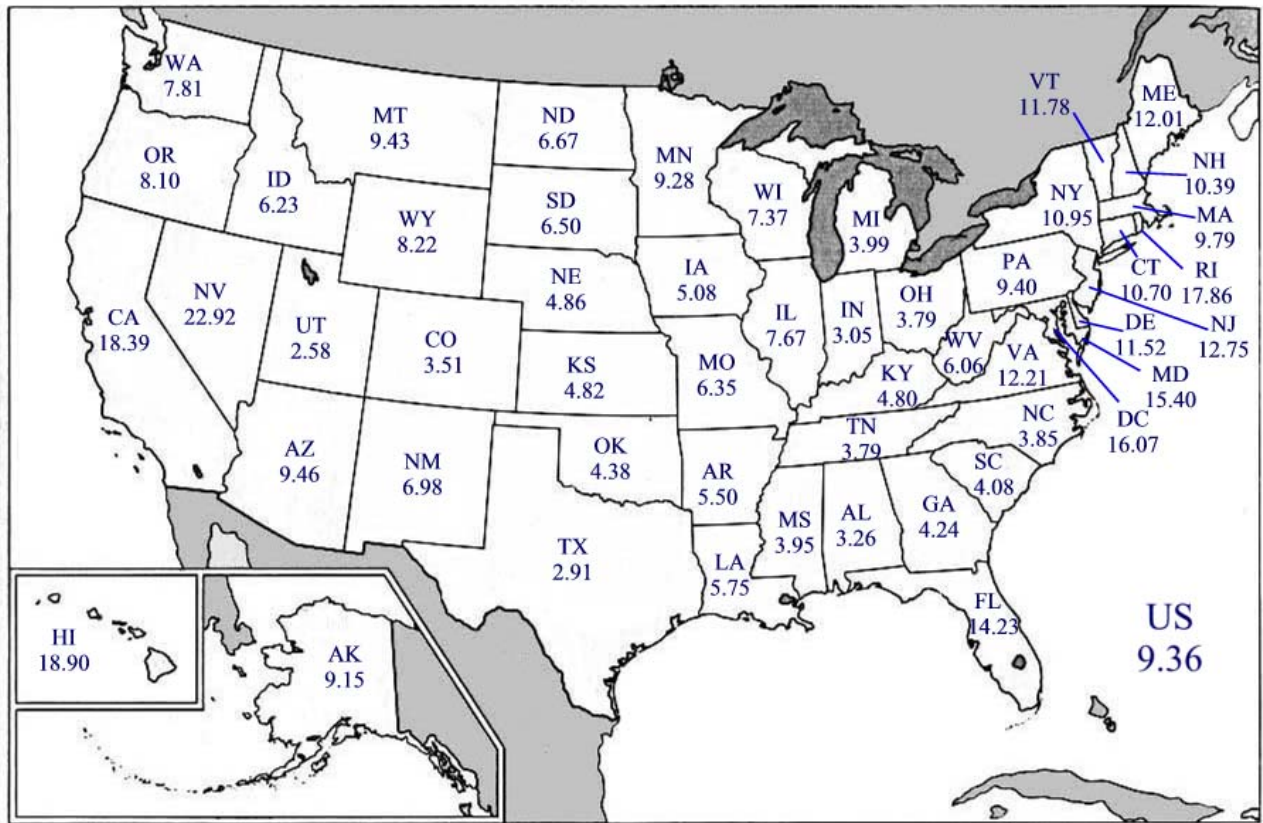 WA
7.81
MT
9.43
ND
6.67
MN
9.28
VT
11.78
ME
12.01
OR
8.10
ID
6.23
WY
8.22
SD
6.50
WI
7.37
MI
3.99
NY
10.95
NH
10.39
MA
9.79
CT
10.70
RI
17.86
NV
22.92
CA
18.39
UT
2.58
CO
3.51
NE
4.86
IA
5.08
IL
7.67
IN
3.05
OH
3.79
PA
9.40
NJ
12.75
DE
11.52
MD
15.40
DC
16.07
KS
4.82
MO
6.35
KY
4.80
WV
6.06
VA
12.21
AZ
9.46
NM
6.98
OK
4.38
AR
5.50
TN
3.79
NC
3.85
SC
4.08
TX
2.91
LA
5.75
MS
3.95
AL
3.26
GA
4.24
FL
14.23
HI
18.90
AK
9.15
US
9.36